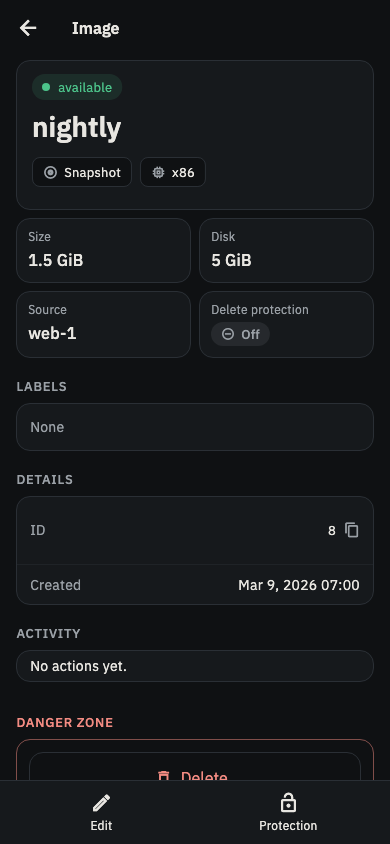 Image
available
nightly
Snapshot
x86
Size
1.5 GiB
Disk
5 GiB
Source
web-1
Delete protection
Off
LABELS
None
DETAILS
ID
8
Created
Mar 9, 2026 07:00
ACTIVITY
No actions yet.
DANGER ZONE
Delete
Edit
Protection